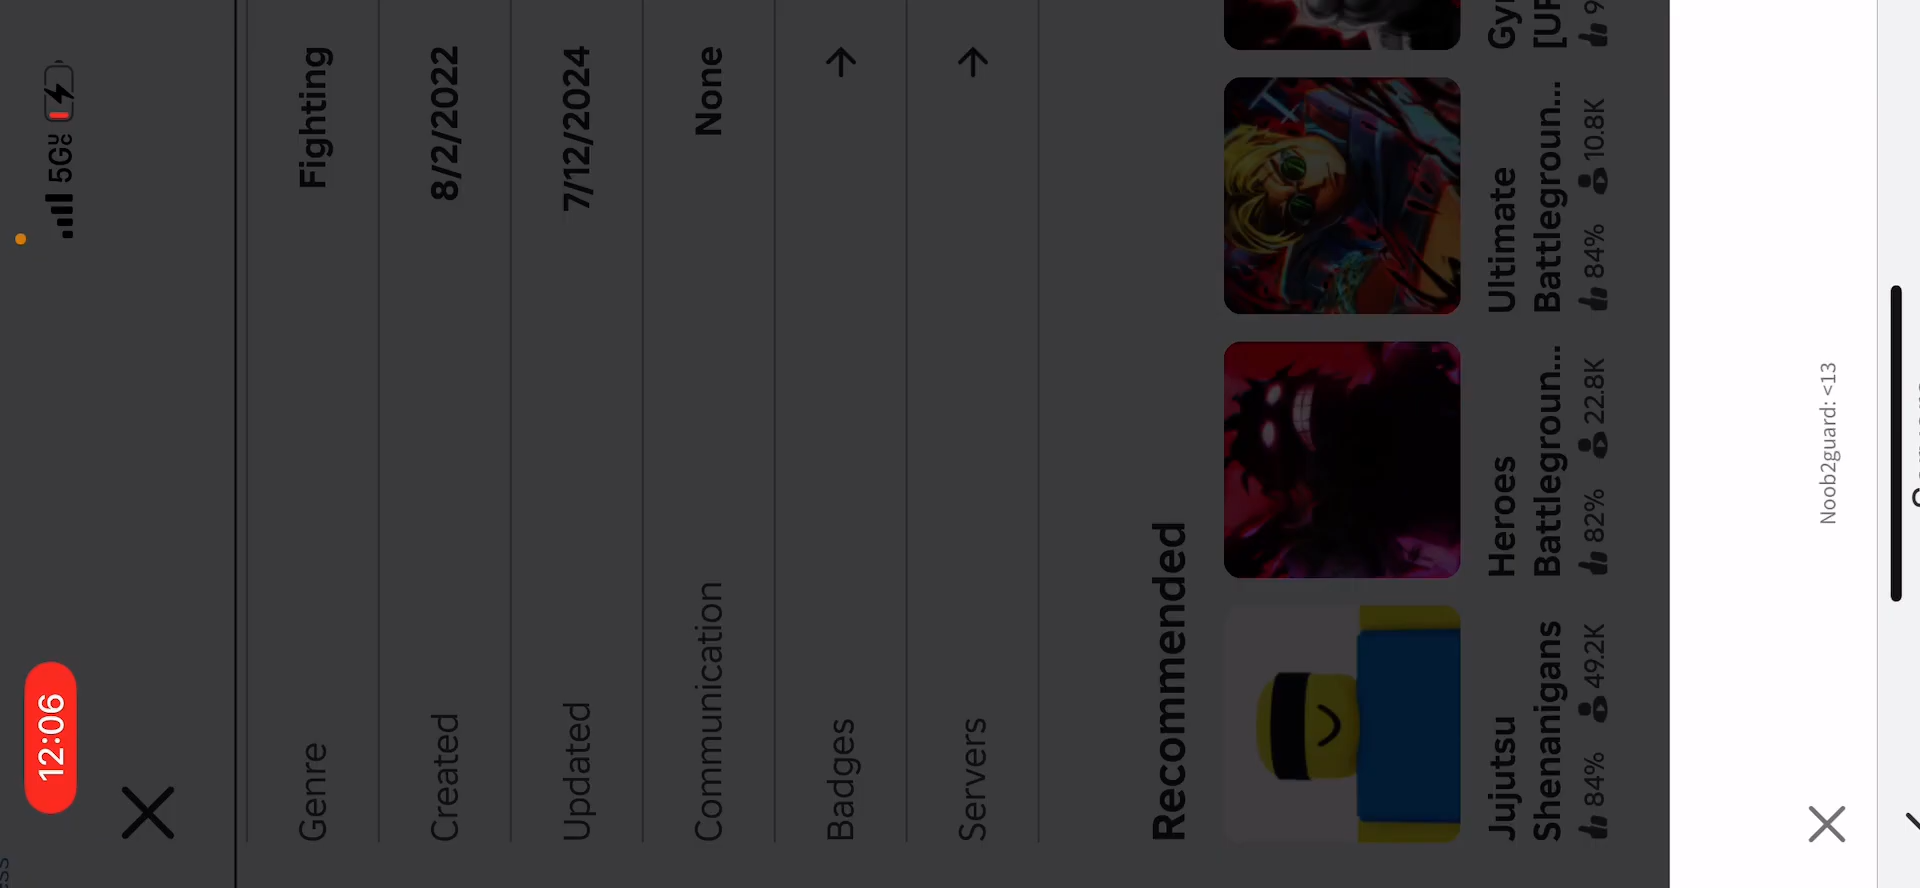 12:06
5G
Genre Fighting
Created 8/2/2022
Updated 7/12/2024
Communication None
Badges
Servers
Recommended
Jujutsu
Shenanigans
84% 49.2K
Heroes
Battlegroun...
82% 22.8K
Ultimate
Battlegroun...
84% 10.8K
Noob2guard: <13